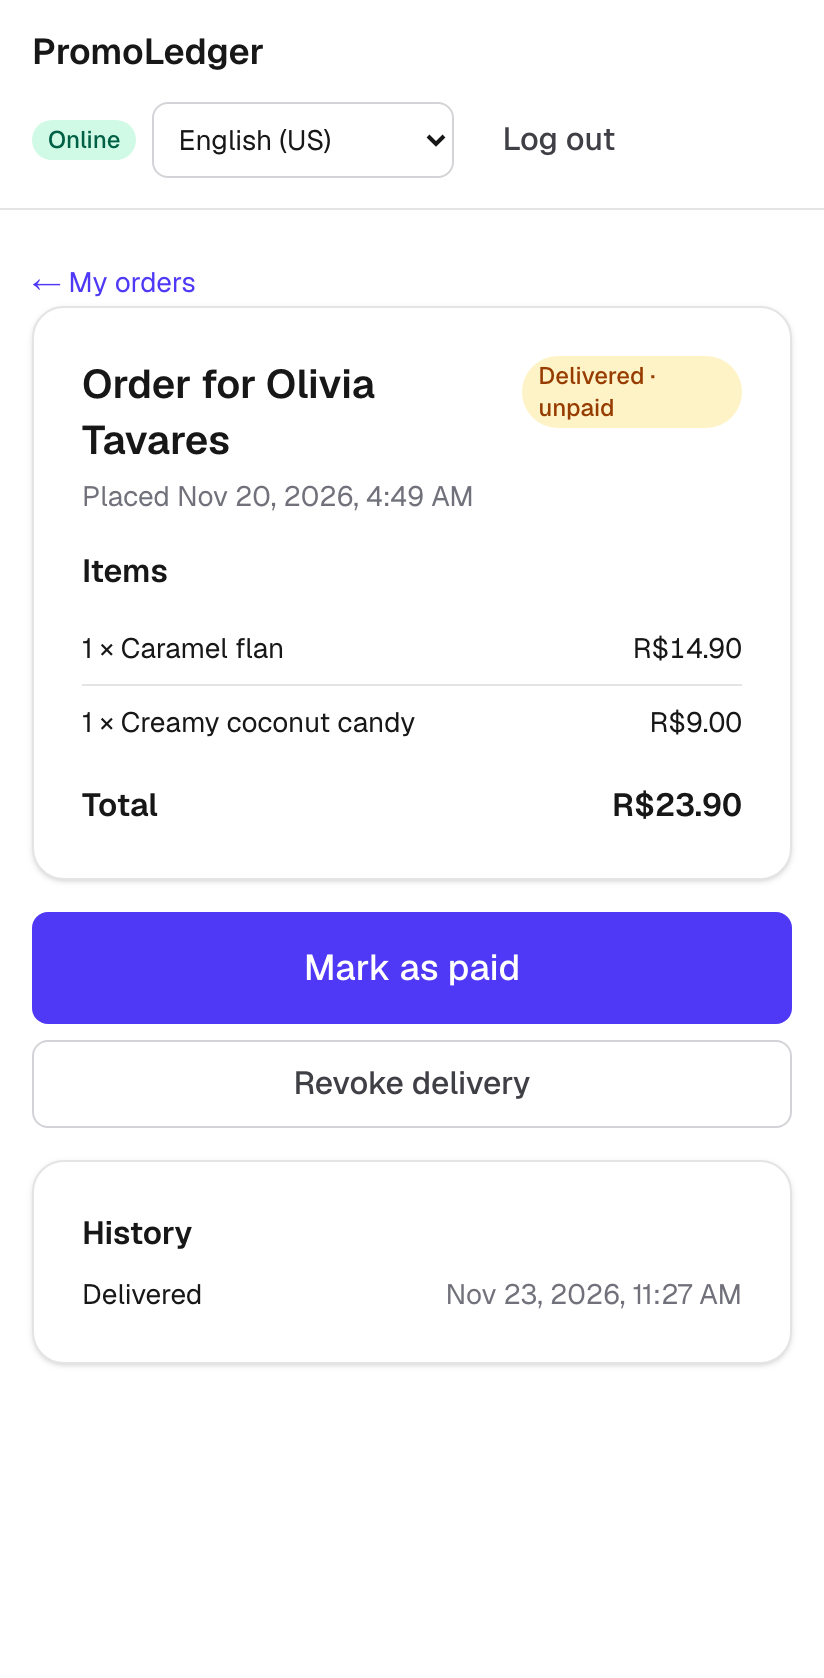 PromoLedger
Online
English (US)
Log out
← My orders
Order for Olivia
Tavares
Delivered ·
unpaid
Placed Nov 20, 2026, 4:49 AM
Items
1 × Caramel flan R$14.90
1 × Creamy coconut candy R$9.00
Total R$23.90
Mark as paid
Revoke delivery
History
Delivered Nov 23, 2026, 11:27 AM